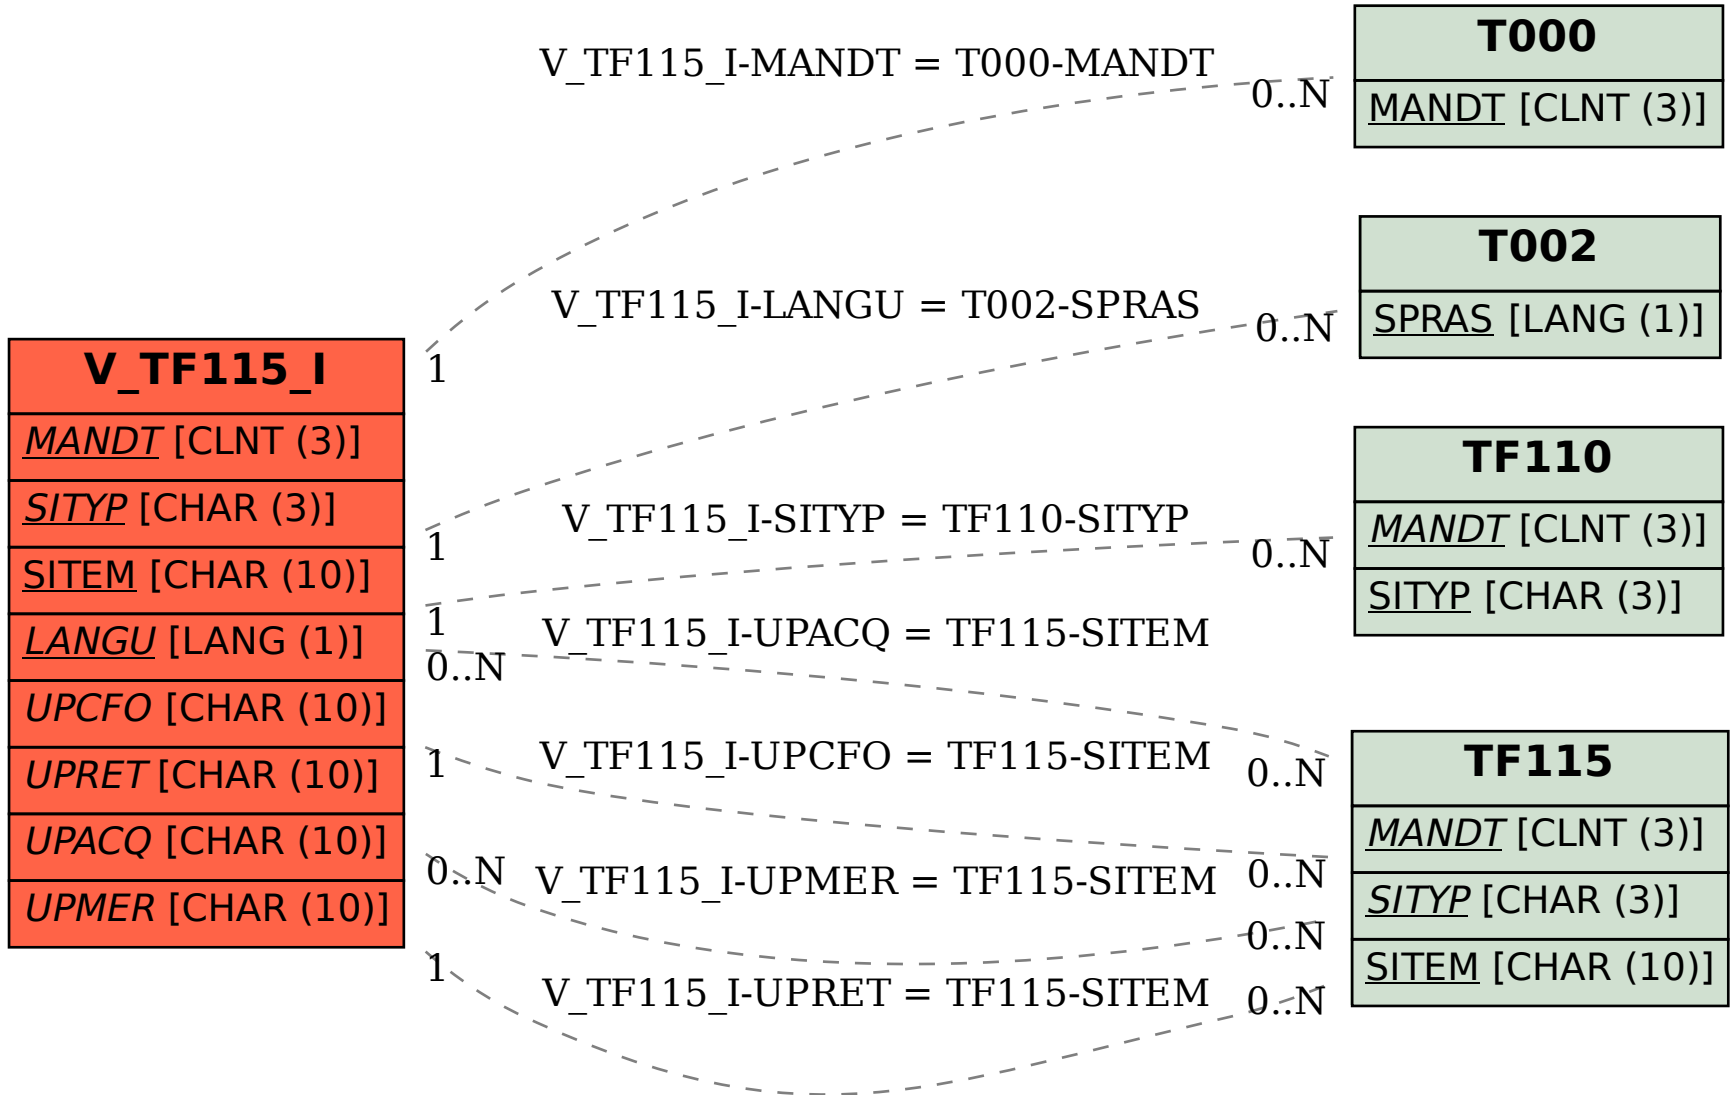 V_TF115_I
MANDT [CLNT (3)]
SITYP [CHAR (3)]
SITEM [CHAR (10)]
LANGU [LANG (1)]
UPCFO [CHAR (10)]
UPRET [CHAR (10)]
UPACQ [CHAR (10)]
UPMER [CHAR (10)]
V_TF115_I-MANDT = T000-MANDT
0..N
1
V_TF115_I-LANGU = T002-SPRAS
0..N
1
V_TF115_I-SITYP = TF110-SITYP
0..N
1
V_TF115_I-UPACQ = TF115-SITEM
0..N
0..N
V_TF115_I-UPCFO = TF115-SITEM
1
0..N
V_TF115_I-UPMER = TF115-SITEM
0..N
0..N
V_TF115_I-UPRET = TF115-SITEM
1
0..N
T000
MANDT [CLNT (3)]
T002
SPRAS [LANG (1)]
TF110
MANDT [CLNT (3)]
SITYP [CHAR (3)]
TF115
MANDT [CLNT (3)]
SITYP [CHAR (3)]
SITEM [CHAR (10)]